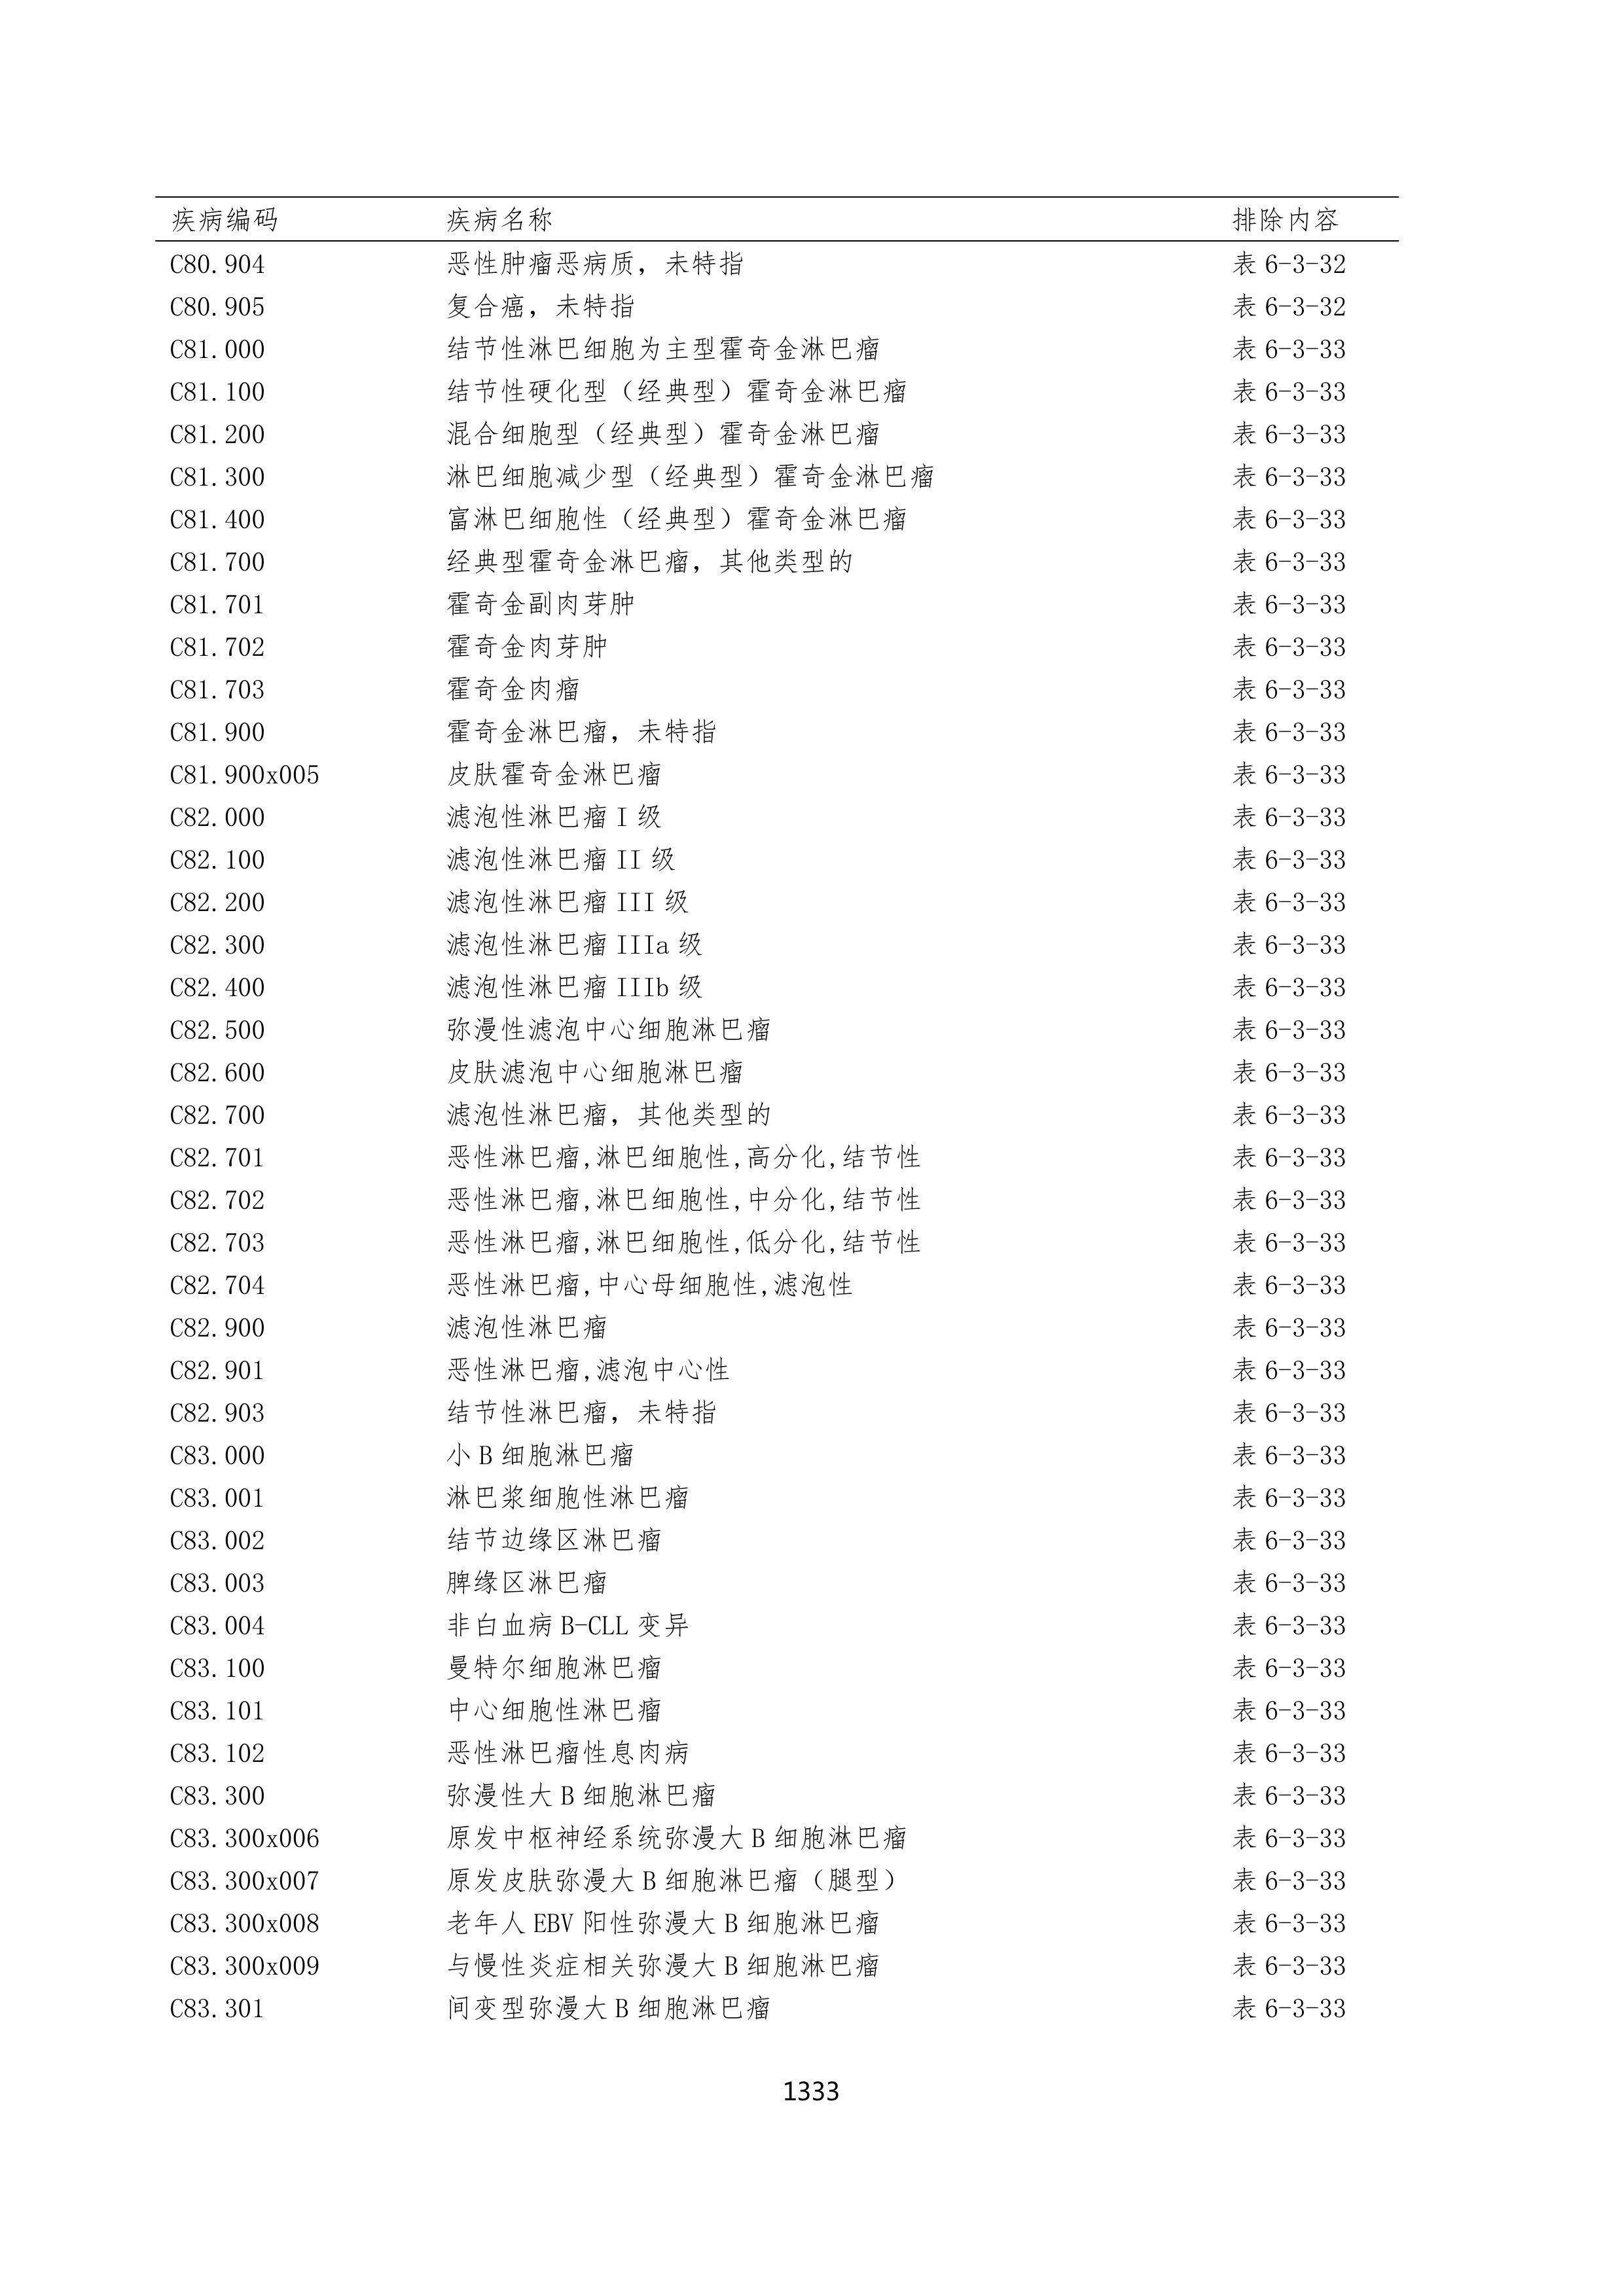 疾病编码 疾病名称 排除内容
C80.904 恶性肿瘤恶病质，未特指 表 6-3-32
C80.905 复合癌，未特指 表 6-3-32
C81.000 结节性淋巴细胞为主型霍奇金淋巴瘤 表 6-3-33
C81.100 结节性硬化型（经典型）霍奇金淋巴瘤 表 6-3-33
C81.200 混合细胞型（经典型）霍奇金淋巴瘤 表 6-3-33
C81.300 淋巴细胞减少型（经典型）霍奇金淋巴瘤 表 6-3-33
C81.400 富淋巴细胞性（经典型）霍奇金淋巴瘤 表 6-3-33
C81.700 经典型霍奇金淋巴瘤，其他类型的 表 6-3-33
C81.701 霍奇金副肉芽肿 表 6-3-33
C81.702 霍奇金肉芽肿 表 6-3-33
C81.703 霍奇金肉瘤 表 6-3-33
C81.900 霍奇金淋巴瘤，未特指 表 6-3-33
C81.900x005 皮肤霍奇金淋巴瘤 表 6-3-33
C82.000 滤泡性淋巴瘤 I 级 表 6-3-33
C82.100 滤泡性淋巴瘤 II 级 表 6-3-33
C82.200 滤泡性淋巴瘤 III 级 表 6-3-33
C82.300 滤泡性淋巴瘤 IIIa 级 表 6-3-33
C82.400 滤泡性淋巴瘤 IIIb 级 表 6-3-33
C82.500 弥漫性滤泡中心细胞淋巴瘤 表 6-3-33
C82.600 皮肤滤泡中心细胞淋巴瘤 表 6-3-33
C82.700 滤泡性淋巴瘤，其他类型的 表 6-3-33
C82.701 恶性淋巴瘤,淋巴细胞性,高分化,结节性 表 6-3-33
C82.702 恶性淋巴瘤,淋巴细胞性,中分化,结节性 表 6-3-33
C82.703 恶性淋巴瘤,淋巴细胞性,低分化,结节性 表 6-3-33
C82.704 恶性淋巴瘤,中心母细胞性,滤泡性 表 6-3-33
C82.900 滤泡性淋巴瘤 表 6-3-33
C82.901 恶性淋巴瘤,滤泡中心性 表 6-3-33
C82.903 结节性淋巴瘤，未特指 表 6-3-33
C83.000 小 B 细胞淋巴瘤 表 6-3-33
C83.001 淋巴浆细胞性淋巴瘤 表 6-3-33
C83.002 结节边缘区淋巴瘤 表 6-3-33
C83.003 脾缘区淋巴瘤 表 6-3-33
C83.004 非白血病 B-CLL 变异 表 6-3-33
C83.100 曼特尔细胞淋巴瘤 表 6-3-33
C83.101 中心细胞性淋巴瘤 表 6-3-33
C83.102 恶性淋巴瘤性息肉病 表 6-3-33
C83.300 弥漫性大 B 细胞淋巴瘤 表 6-3-33
C83.300x006 原发中枢神经系统弥漫大 B 细胞淋巴瘤 表 6-3-33
C83.300x007 原发皮肤弥漫大 B 细胞淋巴瘤（腿型） 表 6-3-33
C83.300x008 老年人 EBV 阳性弥漫大 B 细胞淋巴瘤 表 6-3-33
C83.300x009 与慢性炎症相关弥漫大 B 细胞淋巴瘤 表 6-3-33
C83.301 间变型弥漫大 B 细胞淋巴瘤 表 6-3-33
1333